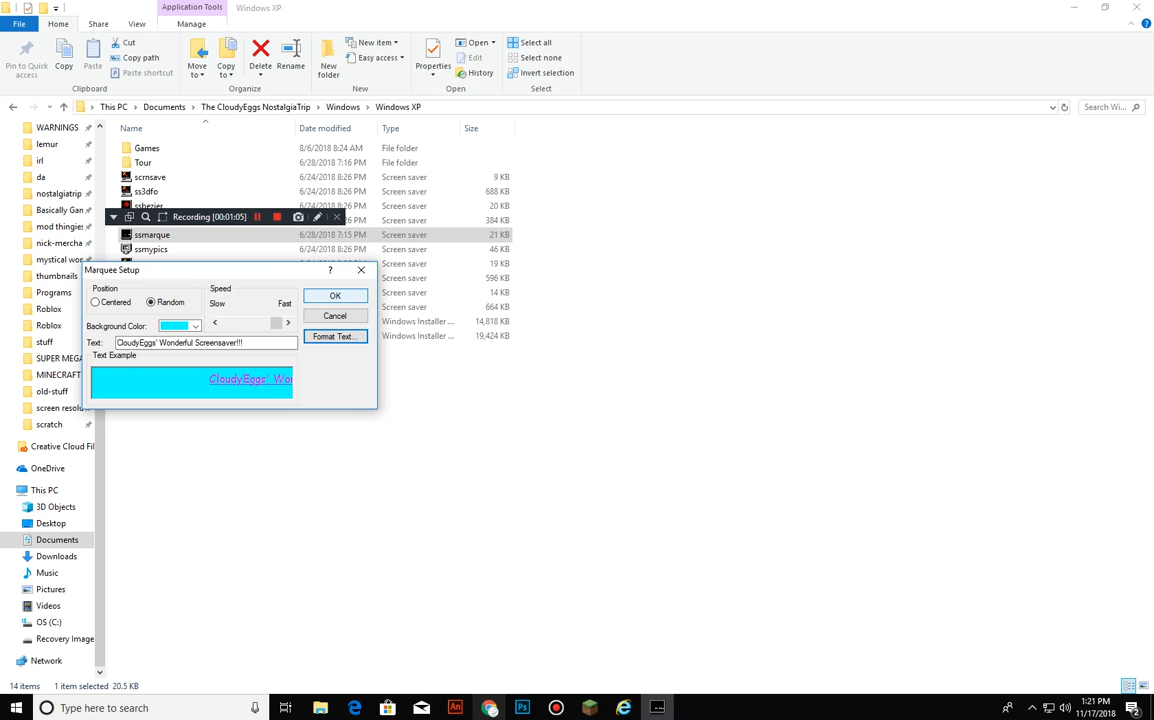 Application Tools
Windows XP
File
Home
Share
View
Manage
Pin to Quick access
Copy
Paste
Cut
Copy path
Paste shortcut
Clipboard
Move to
Copy to
Delete
Rename
Organize
New folder
New item
Easy access
New
Properties
Open
Edit
History
Open
Select all
Select none
Invert selection
Select
This PC
Documents
The CloudyEggs NostalgiaTrip
Windows
Windows XP
Search Wi...
Name
Date modified
Type
Size
WARNINGS
lemur
irl
da
nostalgiatrip
Basically Gan
mod thingies
nick-mercha
mystical wo
thumbnails
Programs
Roblox
Roblox
stuff
SUPER MEGA
MINECRAFT
old-stuff
screen resol
scratch
Creative Cloud Fil
OneDrive
This PC
3D Objects
Desktop
Documents
Downloads
Music
Pictures
Videos
OS (C:)
Recovery Image
Network
Games 8/6/2018 8:24 AM File folder
Tour 6/28/2018 7:16 PM File folder
scrnsave 6/24/2018 8:26 PM Screen saver 9 KB
ss3dfo 6/24/2018 8:26 PM Screen saver 688 KB
ssbezier 6/24/2018 8:26 PM Screen saver 20 KB
Recording [00:01:05]
Screen saver 384 KB
ssmarque 6/28/2018 7:15 PM Screen saver 21 KB
ssmypics 6/24/2018 8:26 PM Screen saver 46 KB
Screen saver 19 KB
Screen saver 596 KB
Screen saver 14 KB
Screen saver 664 KB
Windows Installer ... 14,818 KB
Windows Installer ... 19,424 KB
Marquee Setup
?
Position
Centered
Random
Speed
Slow
Fast
OK
Cancel
Format Text...
Background Color:
Text:
CloudyEggs' Wonderful Screensaver!!!
Text Example
CloudyEggs' Wor
14 items
1 item selected 20.5 KB
Type here to search
An
Ps
1:21 PM
11/17/2018
2